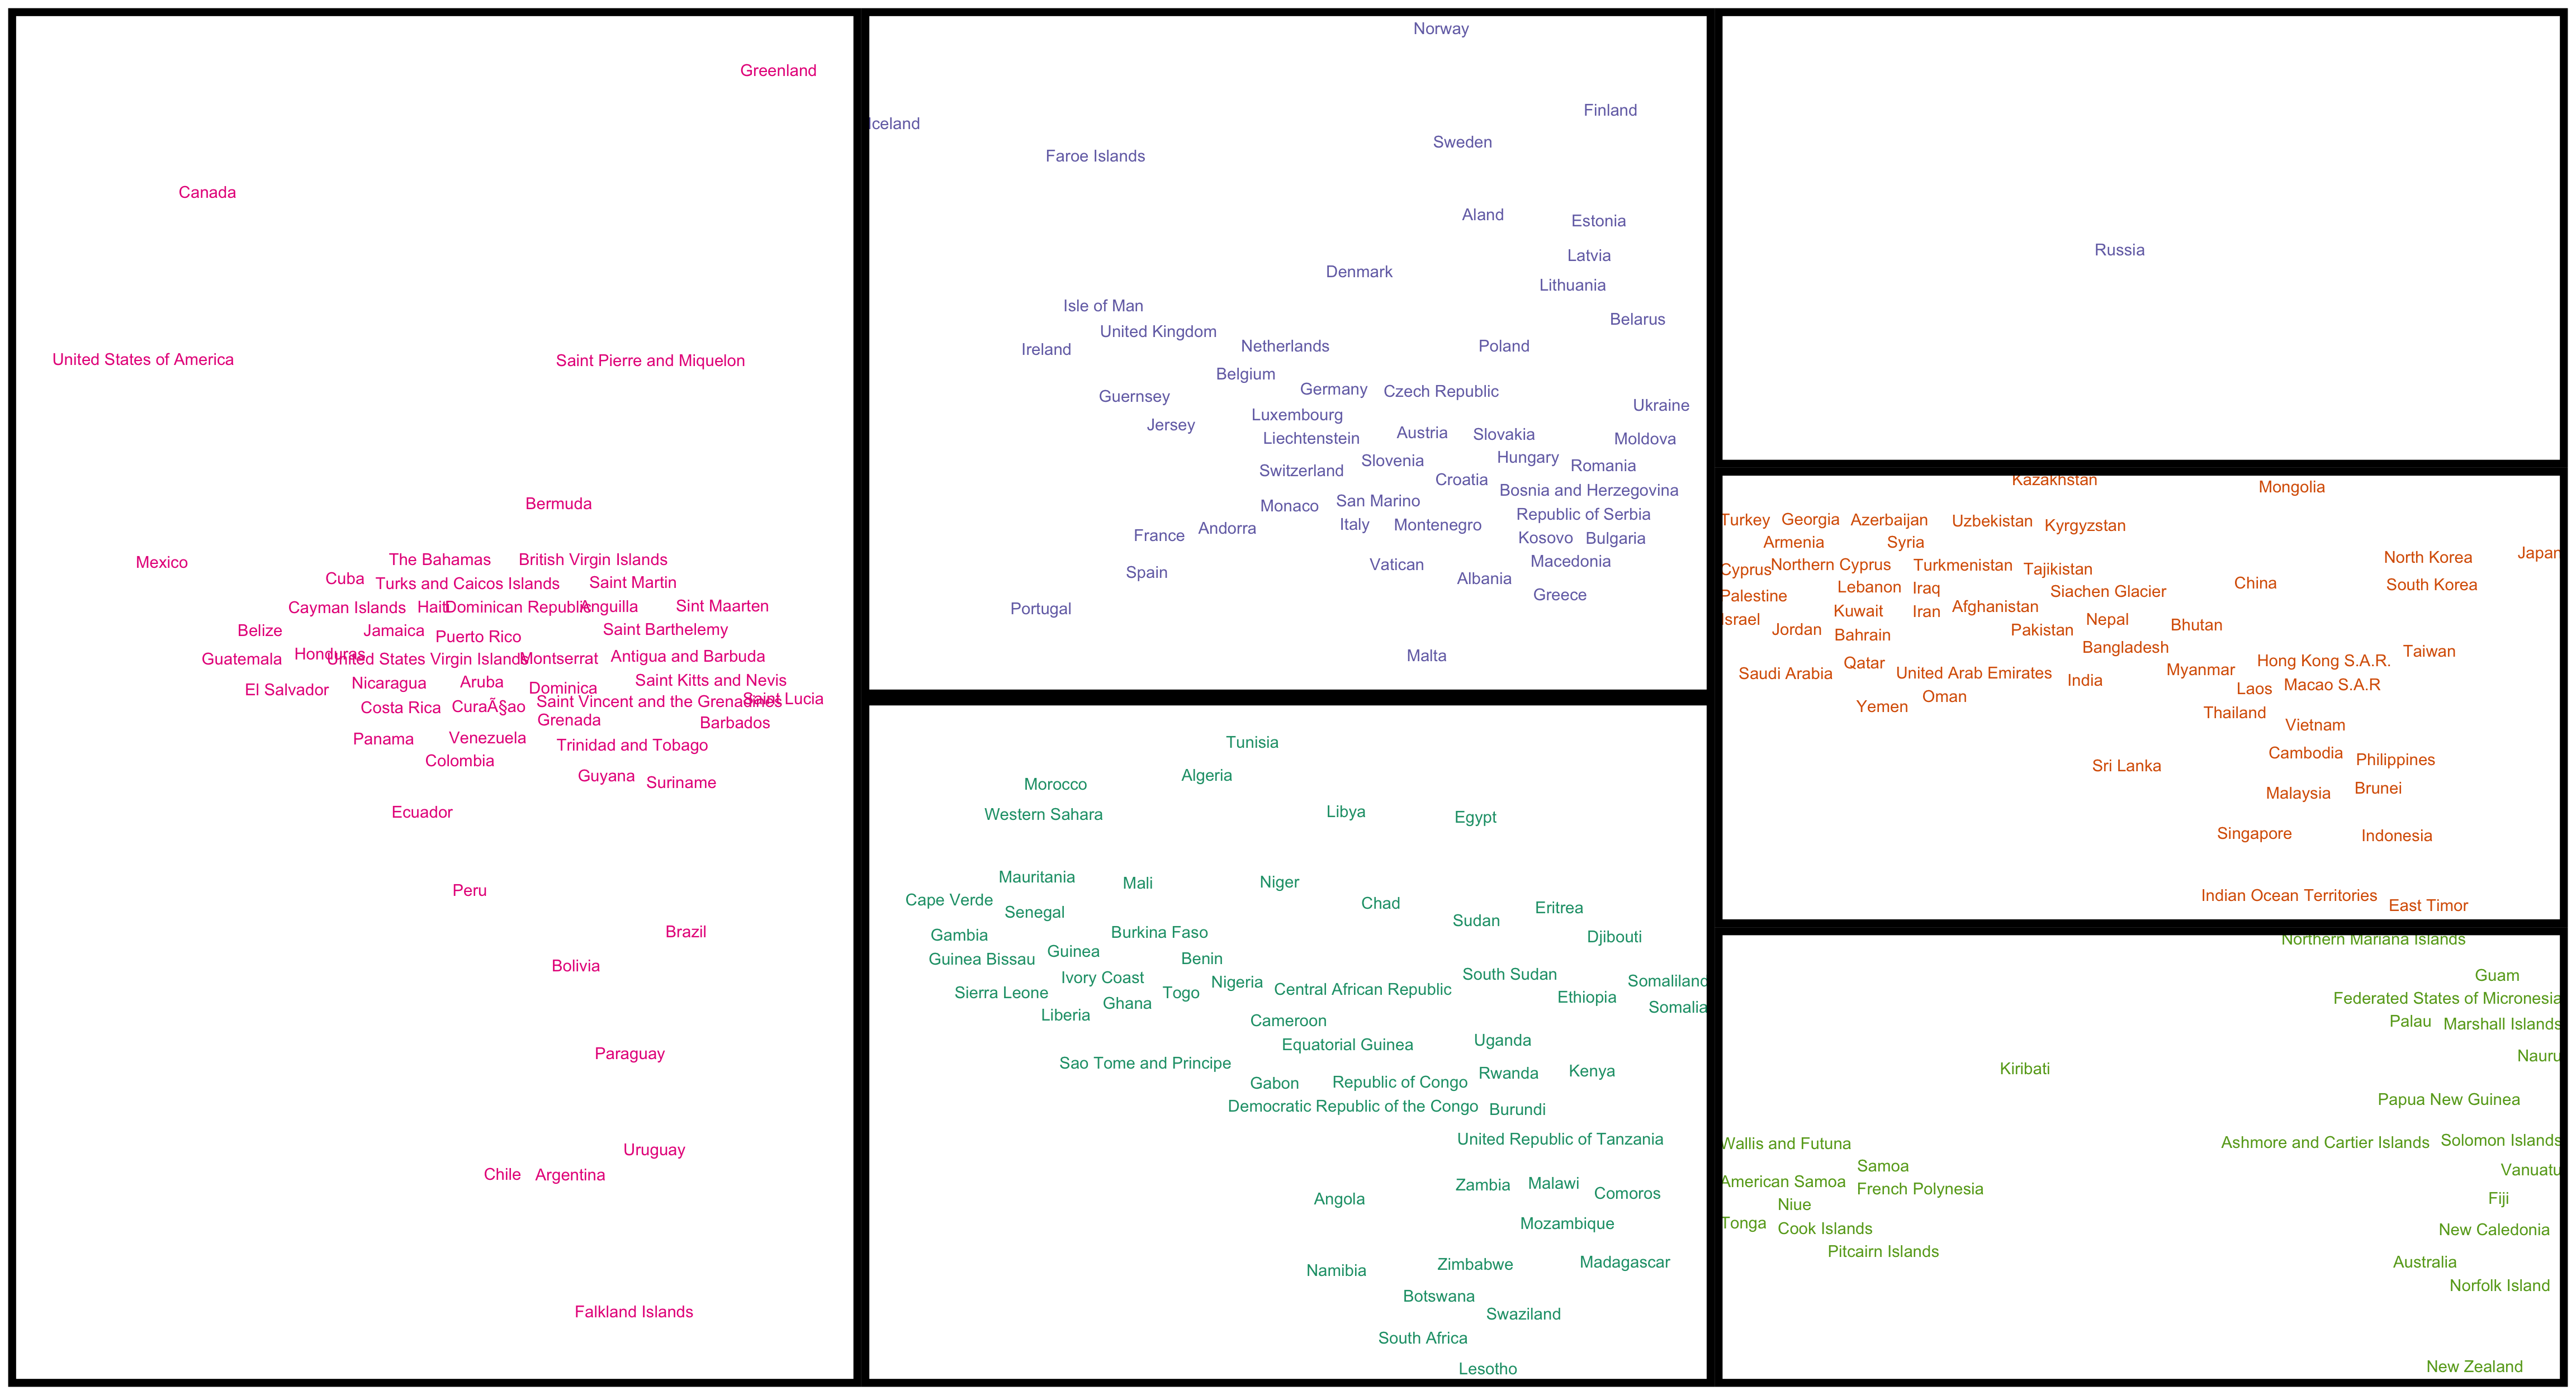 Greenland
Canada
United States of America
Saint Pierre and Miquelon
Bermuda
Mexico
The Bahamas
British Virgin Islands
Cuba
Turks and Caicos Islands
Saint Martin
Cayman Islands
Haiti
Dominican Republic
Anguilla
Sint Maarten
Belize
Jamaica
Puerto Rico
Saint Barthelemy
Guatemala
Honduras
United States Virgin Islands
Montserrat
Antigua and Barbuda
El Salvador
Nicaragua
Aruba
Dominica
Saint Kitts and Nevis
Costa Rica
CuraÃ§ao
Saint Vincent and the Grenadines
Saint Lucia
Grenada
Barbados
Panama
Venezuela
Trinidad and Tobago
Colombia
Guyana
Suriname
Ecuador
Peru
Brazil
Bolivia
Paraguay
Uruguay
Chile
Argentina
Falkland Islands
Norway
Finland
Iceland
Sweden
Faroe Islands
Aland
Estonia
Latvia
Denmark
Lithuania
Isle of Man
Belarus
United Kingdom
Ireland
Netherlands
Poland
Belgium
Germany
Czech Republic
Guernsey
Ukraine
Luxembourg
Jersey
Liechtenstein
Austria
Slovakia
Moldova
Slovenia
Hungary
Romania
Switzerland
Croatia
Bosnia and Herzegovina
Monaco
San Marino
Republic of Serbia
France
Andorra
Italy
Montenegro
Kosovo
Bulgaria
Macedonia
Spain
Vatican
Albania
Greece
Portugal
Malta
Tunisia
Algeria
Morocco
Western Sahara
Libya
Egypt
Mauritania
Mali
Niger
Cape Verde
Senegal
Chad
Eritrea
Sudan
Gambia
Burkina Faso
Djibouti
Guinea Bissau
Guinea
Benin
Ivory Coast
Nigeria
South Sudan
Somaliland
Sierra Leone
Ghana
Togo
Central African Republic
Ethiopia
Somalia
Liberia
Cameroon
Equatorial Guinea
Uganda
Sao Tome and Principe
Gabon
Republic of Congo
Rwanda
Kenya
Democratic Republic of the Congo
Burundi
United Republic of Tanzania
Angola
Zambia
Malawi
Comoros
Mozambique
Namibia
Zimbabwe
Madagascar
Botswana
Swaziland
South Africa
Lesotho
Russia
Kazakhstan
Mongolia
Turkey
Georgia
Azerbaijan
Uzbekistan
Kyrgyzstan
Armenia
Syria
North Korea
Japan
Cyprus
Northern Cyprus
Turkmenistan
Tajikistan
China
South Korea
Palestine
Lebanon
Iraq
Siachen Glacier
Israel
Kuwait
Iran
Afghanistan
Nepal
Bhutan
Jordan
Bahrain
Pakistan
Bangladesh
Taiwan
Saudi Arabia
Qatar
United Arab Emirates
India
Myanmar
Hong Kong S.A.R.
Laos
Macao S.A.R
Yemen
Oman
Thailand
Vietnam
Sri Lanka
Cambodia
Philippines
Malaysia
Brunei
Singapore
Indonesia
Indian Ocean Territories
East Timor
Northern Mariana Islands
Guam
Federated States of Micronesia
Palau
Marshall Islands
Nauru
Kiribati
Papua New Guinea
Wallis and Futuna
Ashmore and Cartier Islands
Solomon Islands
Samoa
Vanuatu
American Samoa
French Polynesia
Niue
Fiji
Tonga
Cook Islands
New Caledonia
Pitcairn Islands
Australia
Norfolk Island
New Zealand